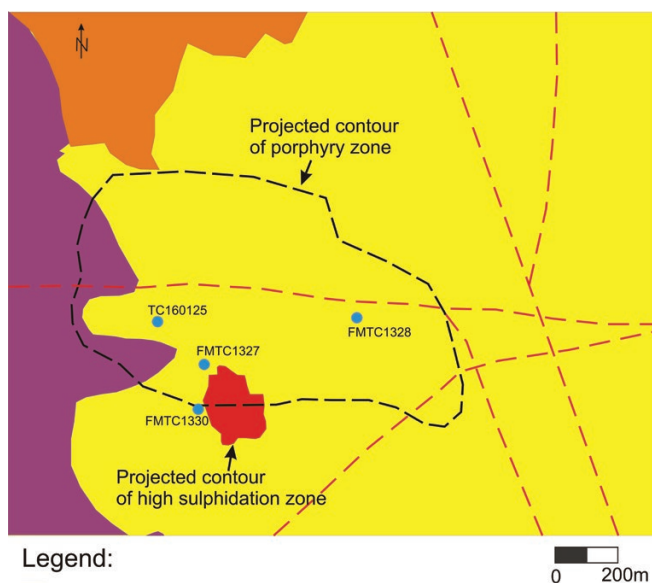 N
Projected contour
of porphyry zone
TC160125
FMTC1328
FMTC1327
FMTC1330
Projected contour
of high sulphidation zone
Legend:
0 200m